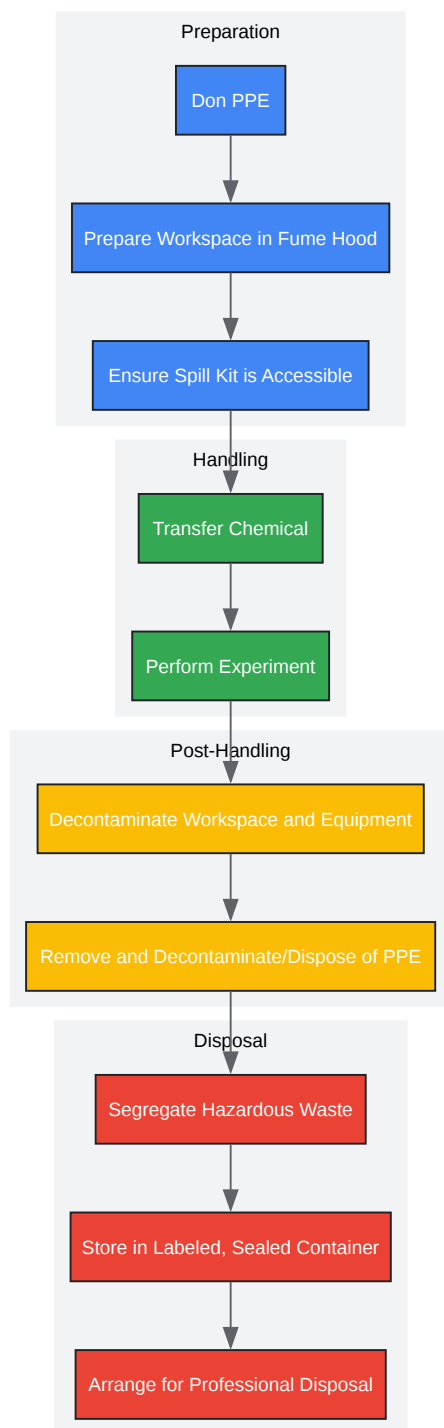 Preparation
Don PPE
Prepare Workspace in Fume Hood
Ensure Spill Kit is Accessible
Handling
Transfer Chemical
Perform Experiment
Post-Handling
Decontaminate Workspace and Equipment
Remove and Decontaminate/Dispose of PPE
Disposal
Segregate Hazardous Waste
Store in Labeled, Sealed Container
Arrange for Professional Disposal